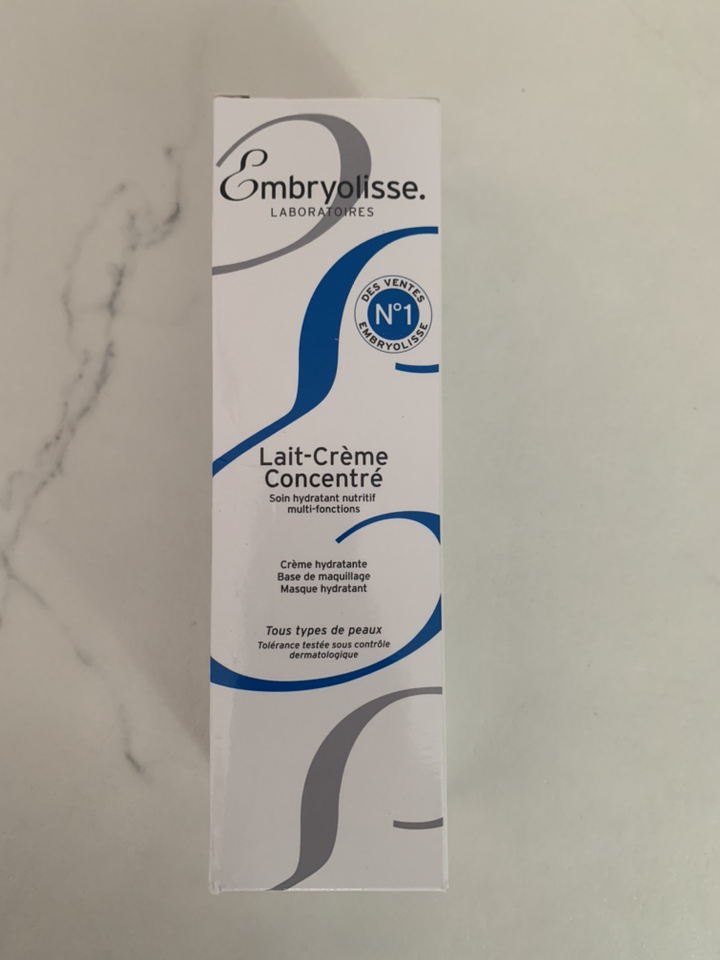 Embryolisse.
LABORATOIRES
DES VENTES
N°1
EMBRYOLISSE
Lait-Crème
Concentré
Soin hydratant nutritif
multi-fonctions
Crème hydratante
Base de maquillage
Masque hydratant
Tous types de peaux
Tolérance testée sous contrôle
dermatologique